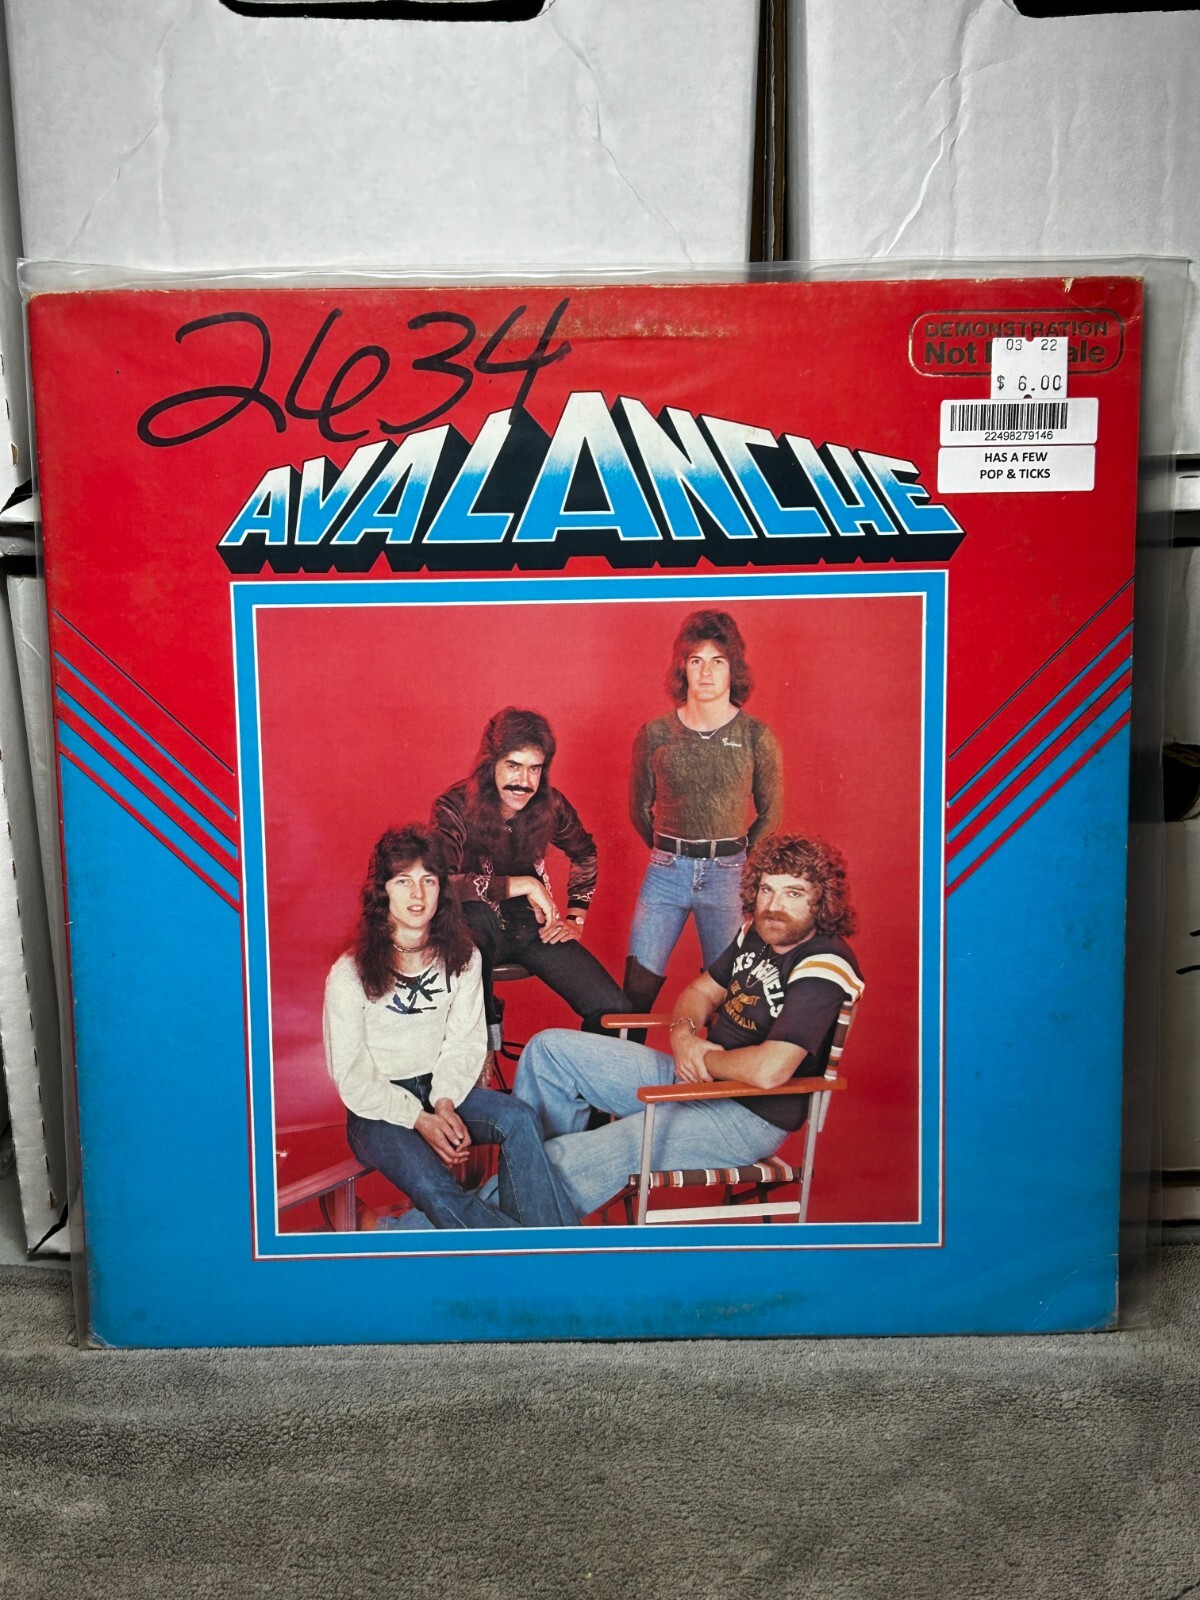 2634
DEMONSTRATION
Not ale
03 22
$ 6.00
22498279146
HAS A FEW
POP & TICKS
AVALANCHE